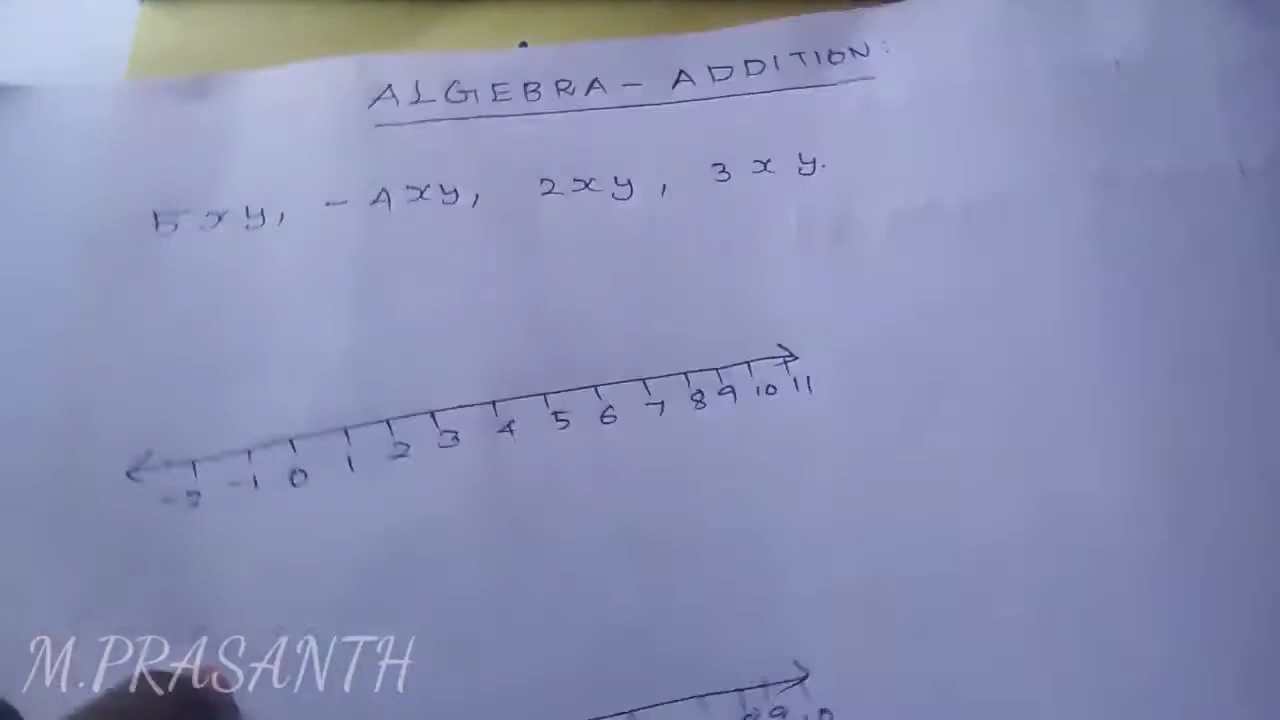 ALGEBRA - ADDITION:
5xy, -4xy, 2xy, 3xy.
-2 -1 0 1 2 3 4 5 6 7 8 9 10 11
M.PRASANTH